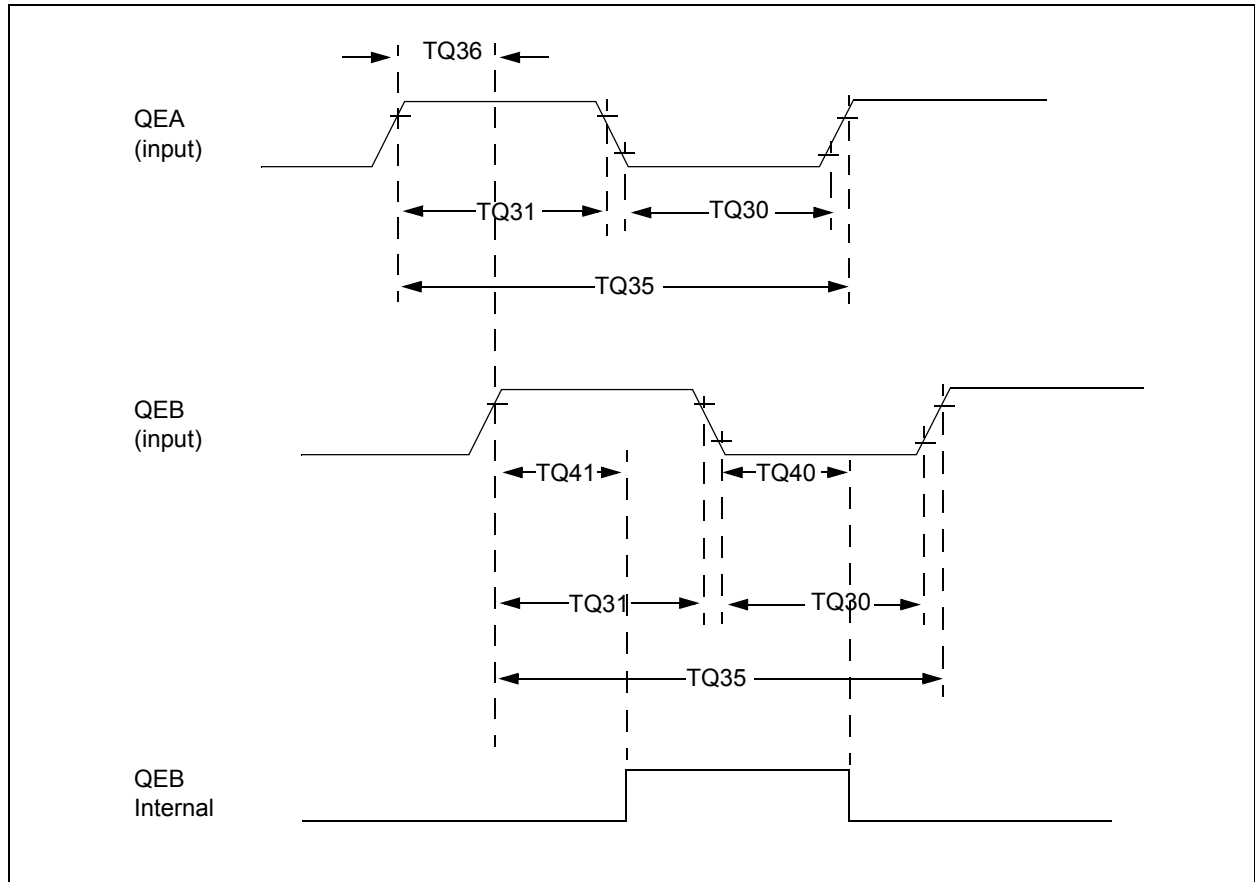 TQ36
QEA
(input)
TQ31
TQ30
TQ35
QEB
(input)
TQ41
TQ40
TQ31
TQ30
TQ35
QEB
Internal